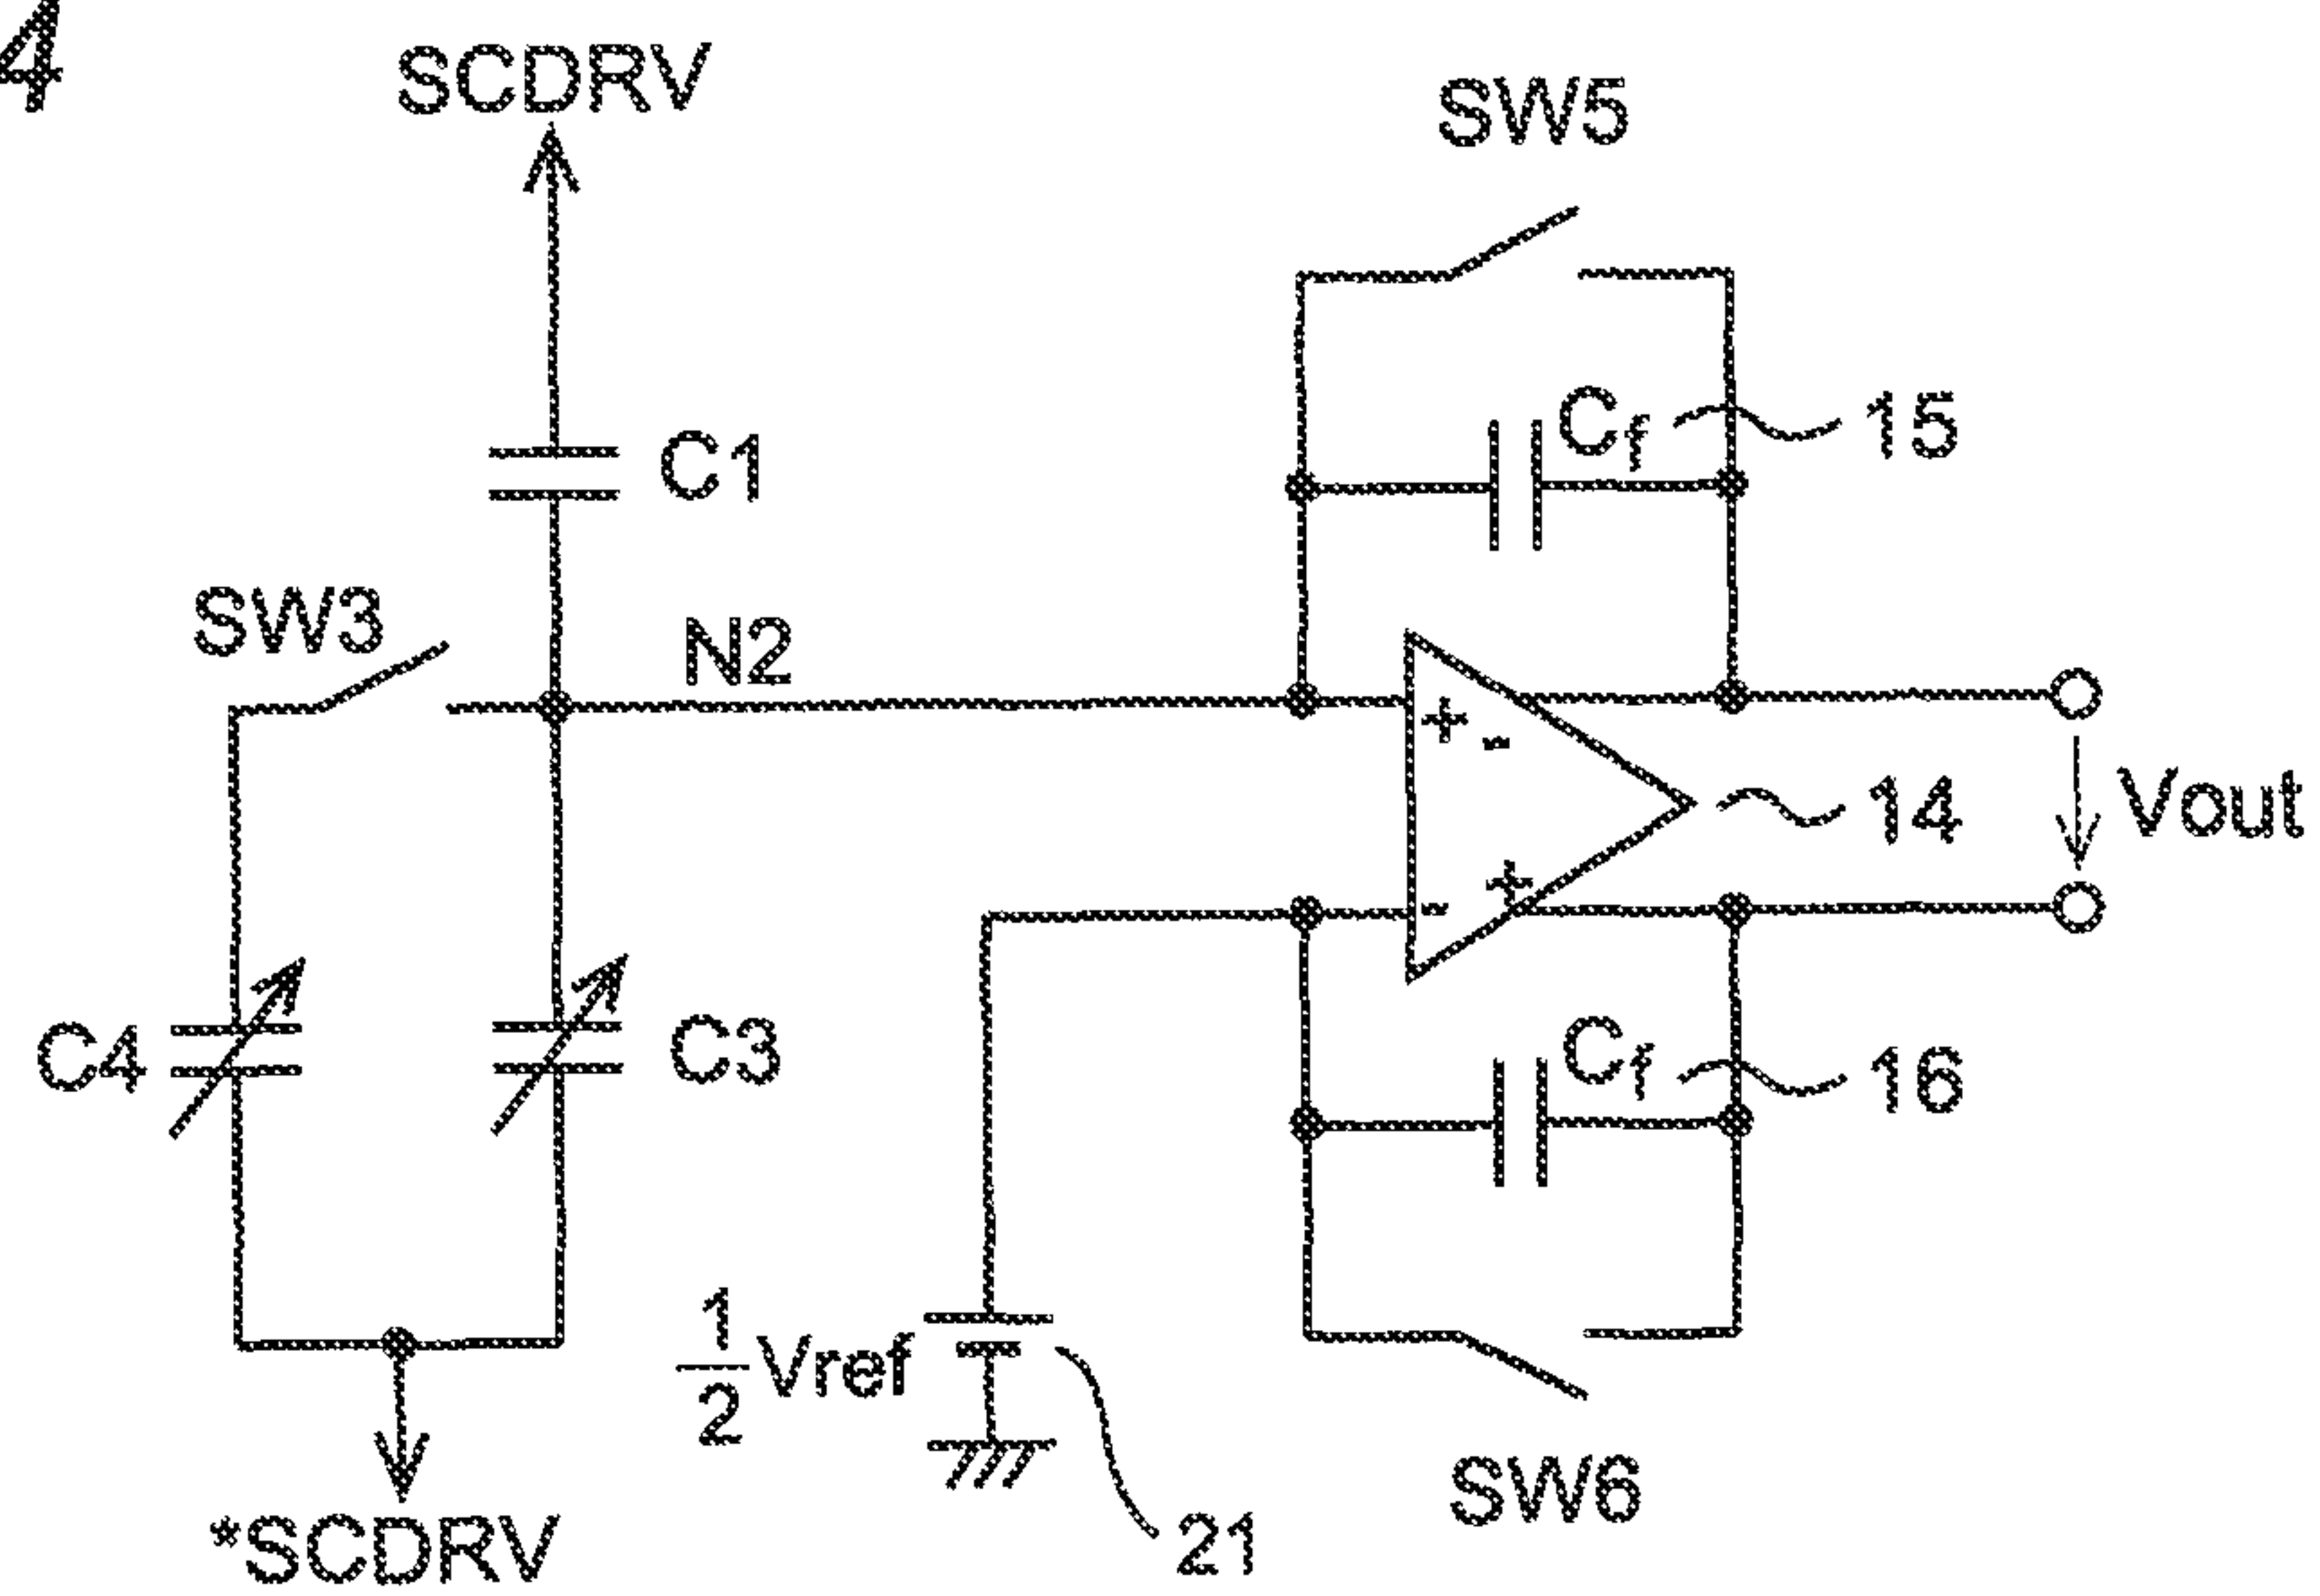 4
SCDRV
SW5
C1
Cf
15
SW3
N2
+
-
14
Vout
-
+
C4
C3
Cf
16
1/2 Vref
SW6
*SCDRV
21